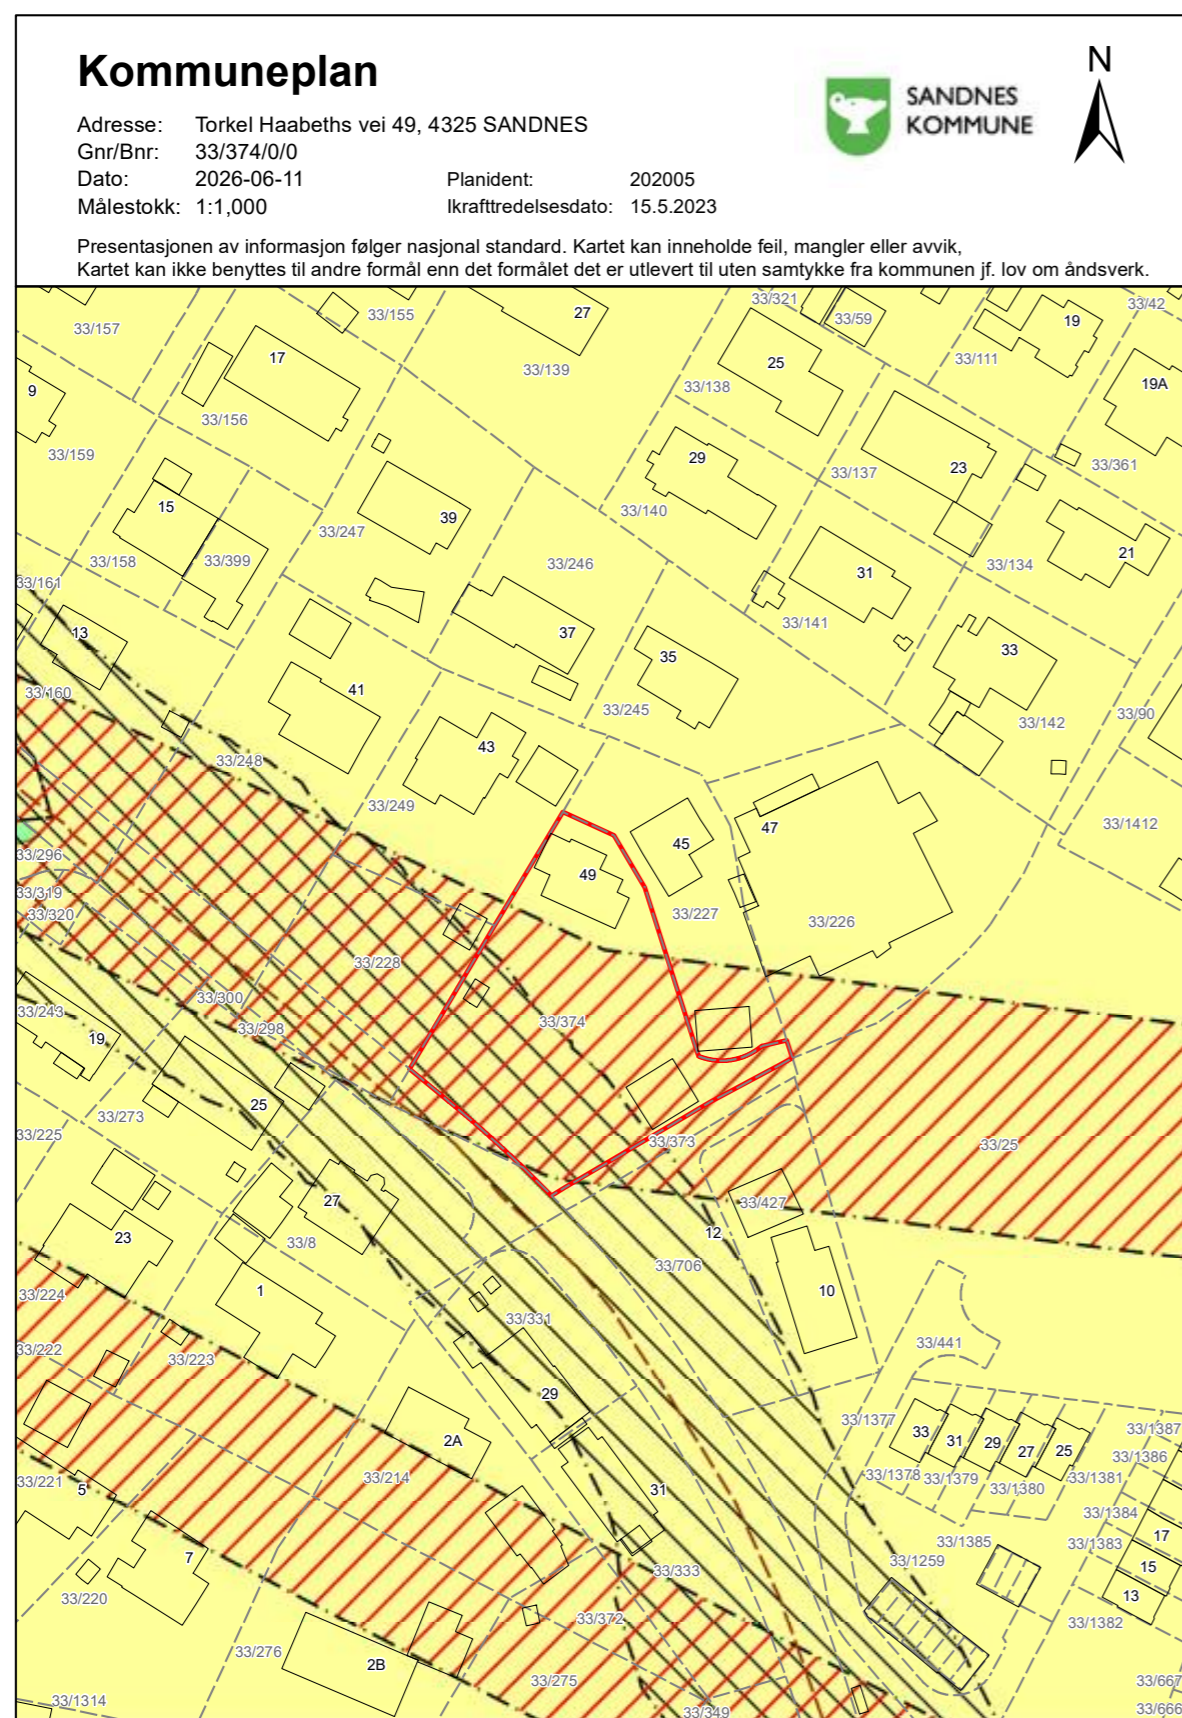 Kommuneplan
SANDNES
KOMMUNE
N
Adresse: Torkel Haabeths vei 49, 4325 SANDNES
Gnr/Bnr: 33/374/0/0
Dato: 2026-06-11 Planident: 202005
Målestokk: 1:1,000 Ikrafttredelsesdato: 15.5.2023
Presentasjonen av informasjon følger nasjonal standard. Kartet kan inneholde feil, mangler eller avvik,
Kartet kan ikke benyttes til andre formål enn det formålet det er utlevert til uten samtykke fra kommunen jf. lov om åndsverk.
33/321 33/42
33/157 33/155 27 33/59 19
17 33/139 25 33/111
9 33/138 19A
33/156
33/159 29 33/137 23 33/361
15 39 33/140
33/158 33/399 33/247 33/246 31 33/134 21
33/161
13 37 33/141
35 33
33/160 41 33/245 33/142 33/90
43
33/248
33/249 47 33/1412
45
33/296 49
33/319
33/320 33/227 33/226
33/228
33/300
33/243 33/298 33/374
19
25
33/273
33/225 33/373 33/25
27 33/427
23 33/8 12
33/706
33/224 1 10
33/331
33/222 33/223 33/441
29
33/1377 33 31 29 27 25 33/1387
2A 33/1386
33/221 33/214 33/1378 33/1379 33/1380 33/1381
5 31 33/1384
17
7 33/1385 33/1383
33/1259 15
33/220 33/333 13
33/372 33/1382
33/276 2B 33/275 33/667
33/1314 33/349 33/666